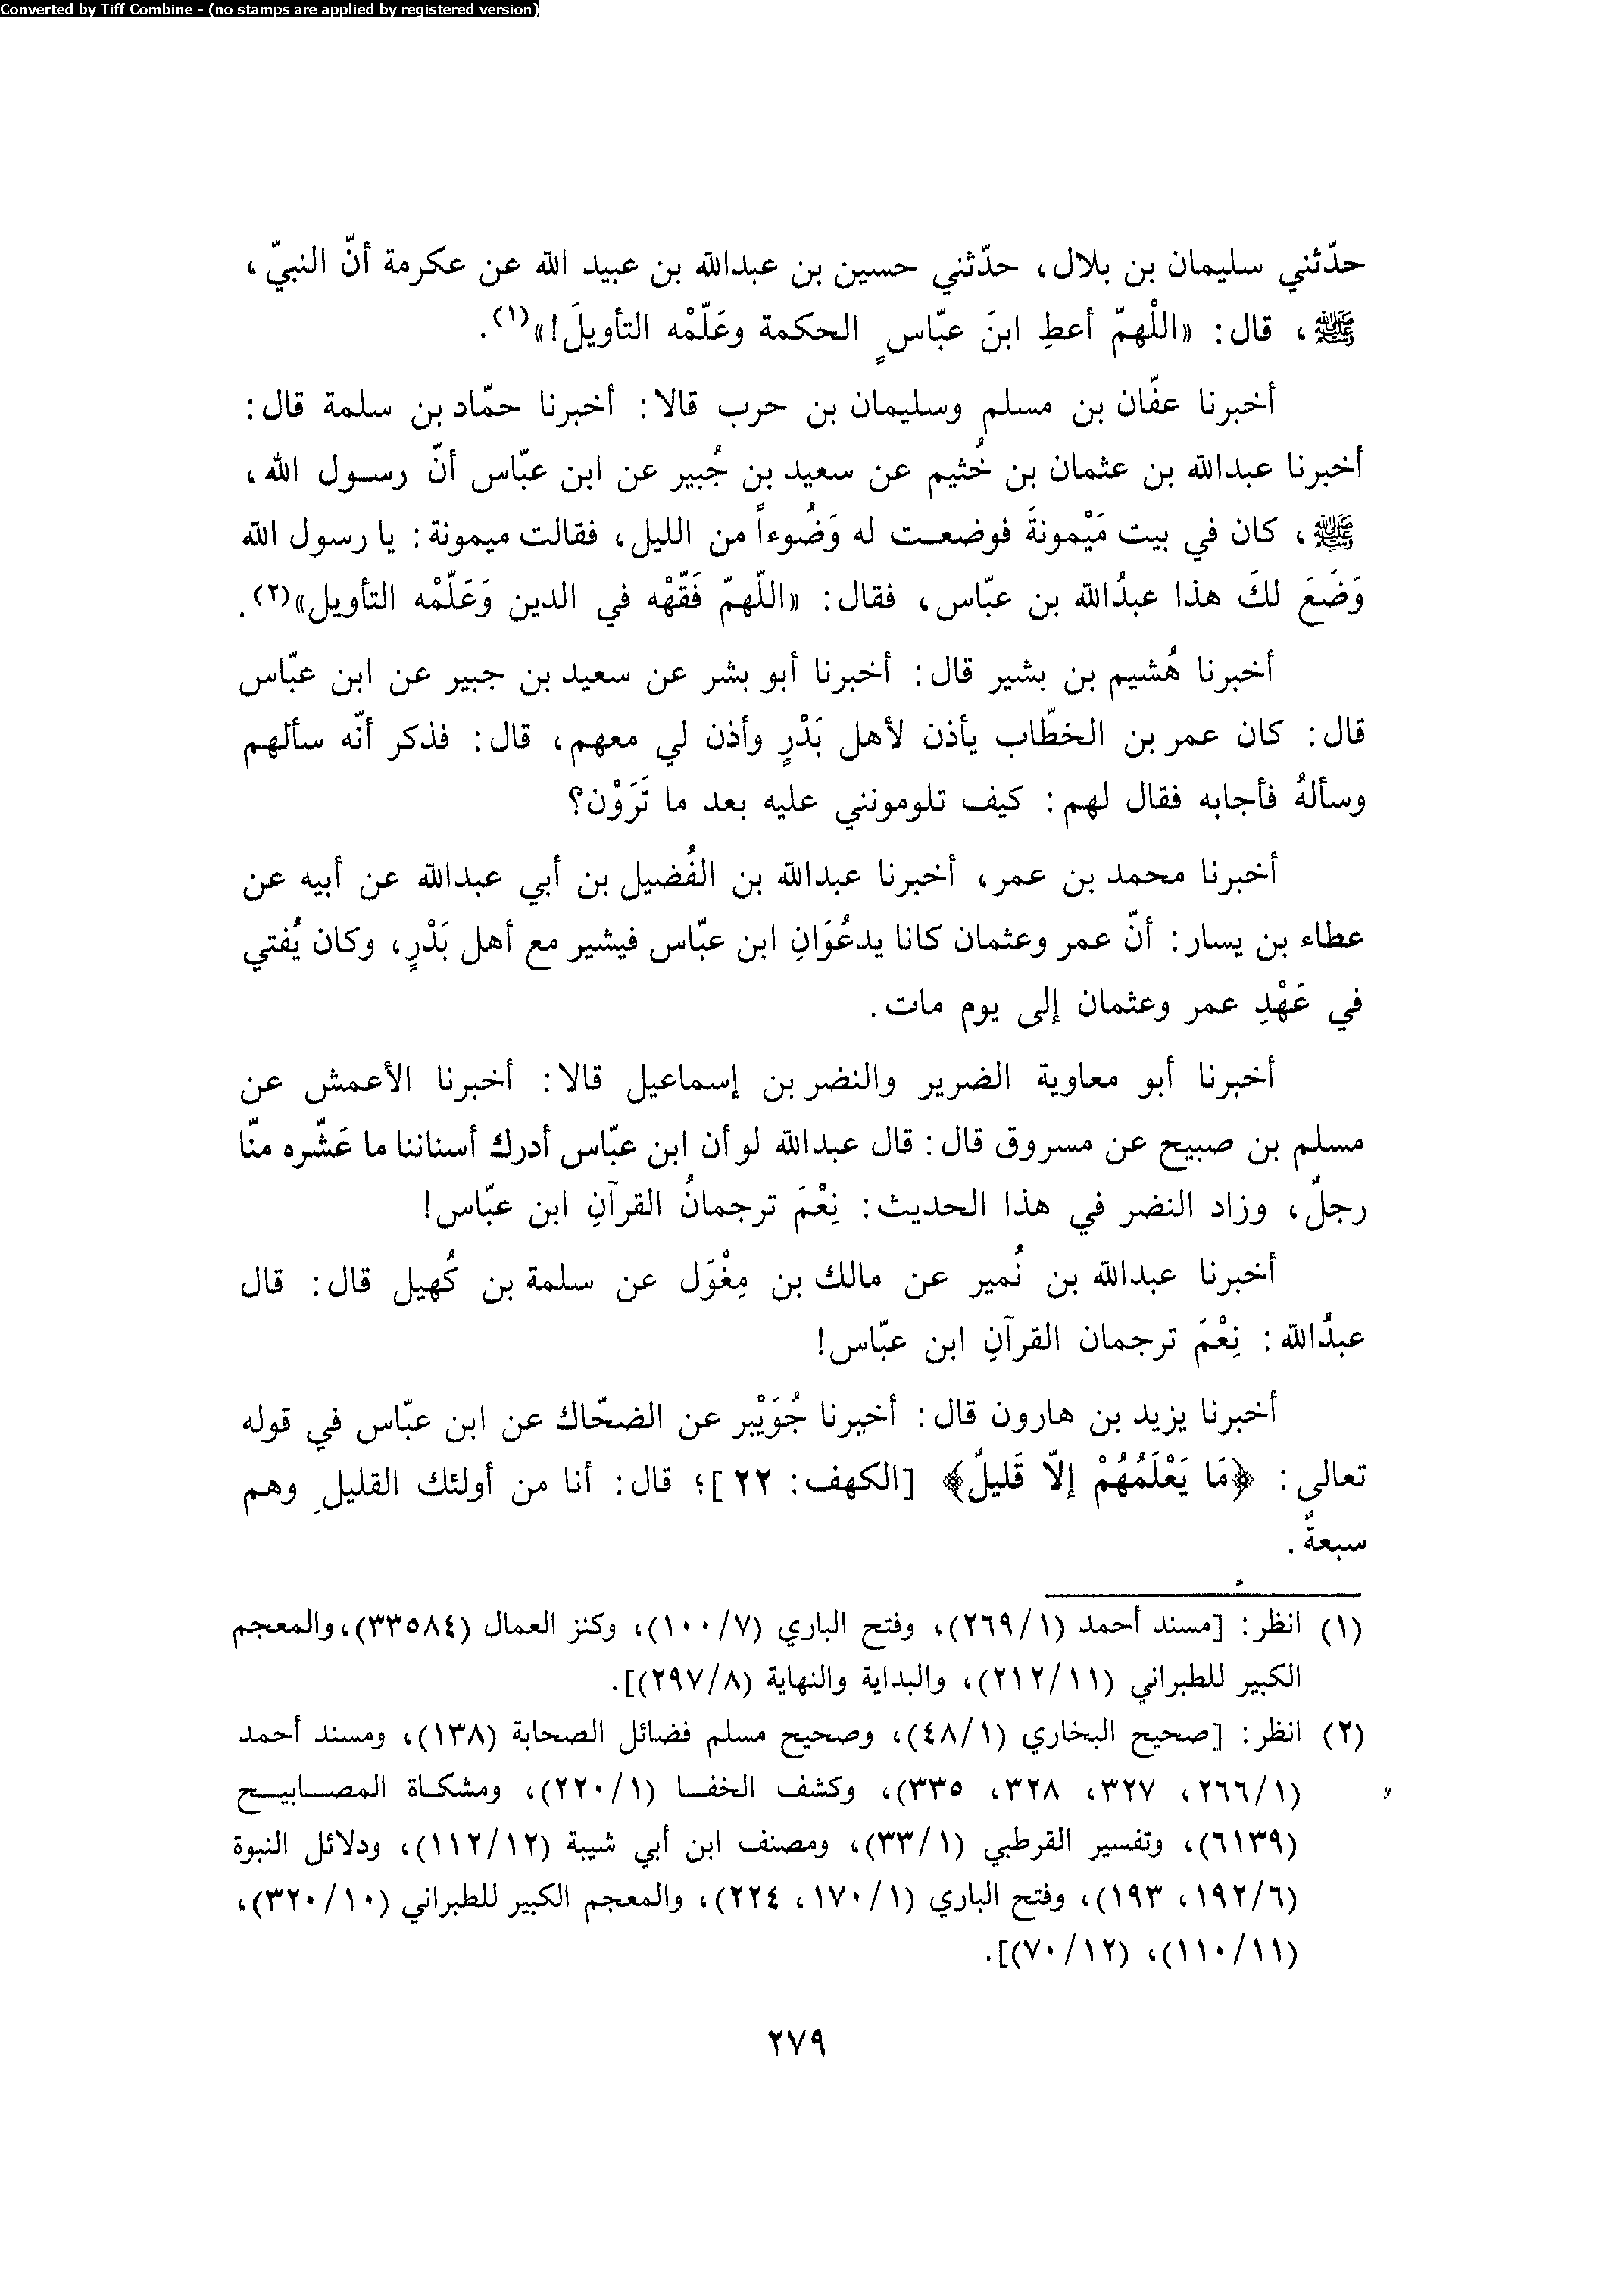 Converted by Tiff Combine - (no stamps are applied by registered version)
حدّثني سليمان بن بلال، حدّثني حسين بن عبدالله بن عبيد الله عن عكرمة أنّ النبيّ،
ﷺ، قال: «اللّهمّ أعطِ ابنَ عبّاسٍ الحكمة وعَلّمْه التأويلَ!»(١).
أخبرنا عفّان بن مسلم وسليمان بن حرب قالا: أخبرنا حمّاد بن سلمة قال:
أخبرنا عبدالله بن عثمان بن خُثيم عن سعيد بن جُبير عن ابن عبّاس أنّ رسول الله،
ﷺ، كان في بيت مَيْمونةَ فوضعت له وَضُوءاً من الليل، فقالت ميمونة: يا رسول الله
وَضَعَ لكَ هذا عبدُالله بن عبّاس، فقال: «اللّهمّ فَقّهْه في الدين وَعَلّمْه التأويل»(٢).
أخبرنا هُشيم بن بشير قال: أخبرنا أبو بشر عن سعيد بن جبير عن ابن عبّاس
قال: كان عمر بن الخطّاب يأذن لأهل بَدْرٍ وأذن لي معهم، قال: فذكر أنّه سألهم
وسألهُ فأجابه فقال لهم: كيف تلومونني عليه بعد ما تَرَوْن؟
أخبرنا محمد بن عمر، أخبرنا عبدالله بن الفُضيل بن أبي عبدالله عن أبيه عن
عطاء بن يسار: أنّ عمر وعثمان كانا يدعُوَانِ ابن عبّاس فيشير مع أهل بَدْرٍ، وكان يُفتي
في عَهْدِ عمر وعثمان إلى يوم مات.
أخبرنا أبو معاوية الضرير والنضر بن إسماعيل قالا: أخبرنا الأعمش عن
مسلم بن صبيح عن مسروق قال: قال عبدالله لو أن ابن عبّاس أدرك أسناننا ما عَشّره منّا
رجلٌ، وزاد النضر في هذا الحديث: نِعْمَ ترجمانُ القرآنِ ابن عبّاس!
أخبرنا عبدالله بن نُمير عن مالك بن مِغْوَل عن سلمة بن كُهيل قال: قال
عبدُالله: نِعْمَ ترجمان القرآنِ ابن عبّاس!
أخبرنا يزيد بن هارون قال: أخبرنا جُوَيْبر عن الضحّاك عن ابن عبّاس في قوله
تعالى: ﴿مَا يَعْلَمُهُمْ إلاّ قَليلٌ﴾ [الكهف: ٢٢]؛ قال: أنا من أولئك القليلِ وهم
سبعةٌ.
(١) انظر: [مسند أحمد (٢٦٩/١)، وفتح الباري (١٠٠/٧)، وكنز العمال (٣٣٥٨٤)، والمعجم
الكبير للطبراني (٢١٢/١١)، والبداية والنهاية (٢٩٧/٨)].
(٢) انظر: [صحيح البخاري (٤٨/١)، وصحيح مسلم فضائل الصحابة (١٣٨)، ومسند أحمد
(٢٦٦/١، ٣٢٧، ٣٢٨، ٣٣٥)، وكشف الخفا (٢٢٠/١)، ومشكاة المصابيح
(٦١٣٩)، وتفسير القرطبي (٣٣/١)، ومصنف ابن أبي شيبة (١١٢/١٢)، ودلائل النبوة
(١٩٢/٦، ١٩٣)، وفتح الباري (١٧٠/١، ٢٢٤)، والمعجم الكبير للطبراني (٣٢٠/١٠)،
(١١٠/١١)، (٧٠/١٢)].
٢٧٩